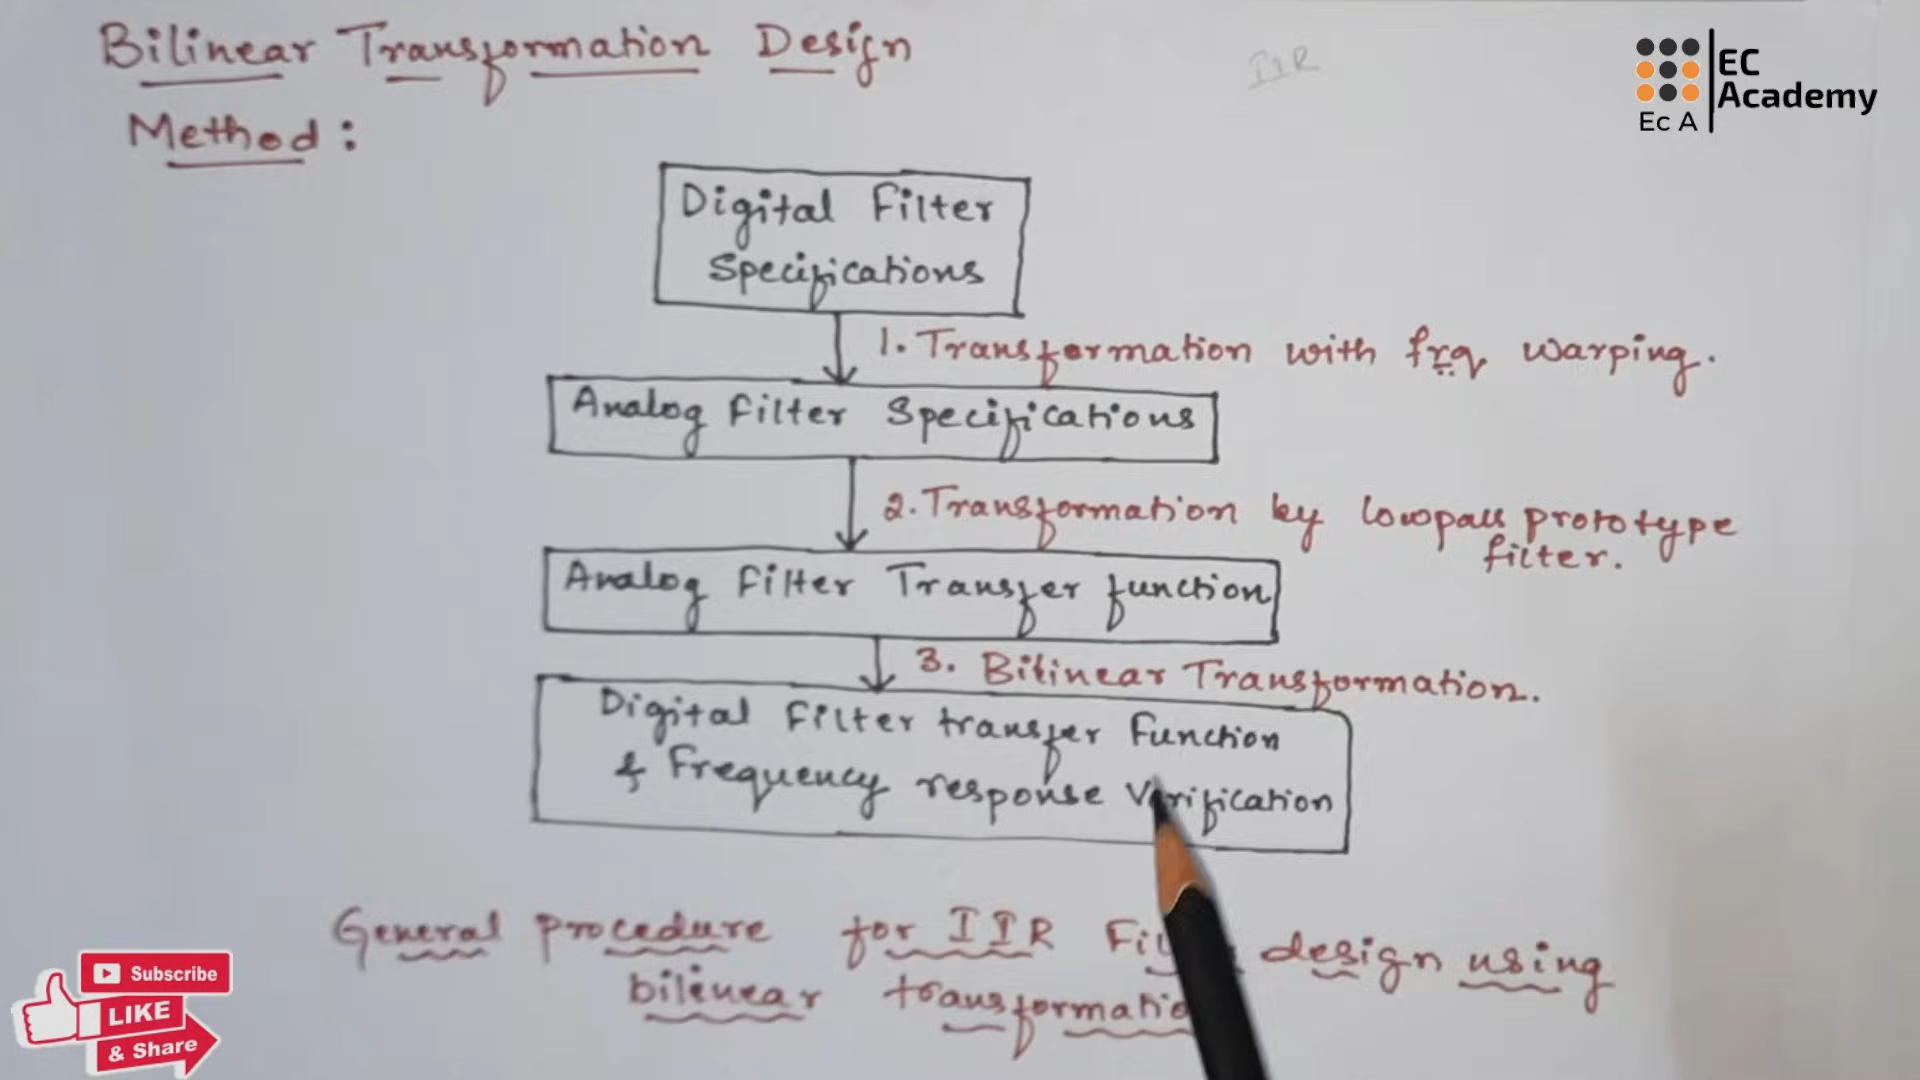 Bilinear Transformation Design
Method:
IIR
EC
Academy
Ec A
Digital Filter
Specifications
1. Transformation with frq. warping.
Analog Filter Specifications
2. Transformation by lowpass prototype
filter.
Analog Filter Transfer function
3. Bilinear Transformation.
Digital Filter transfer Function
& Frequency response Verification
General procedure for IIR design using
bilinear
Subscribe
LIKE
& Share